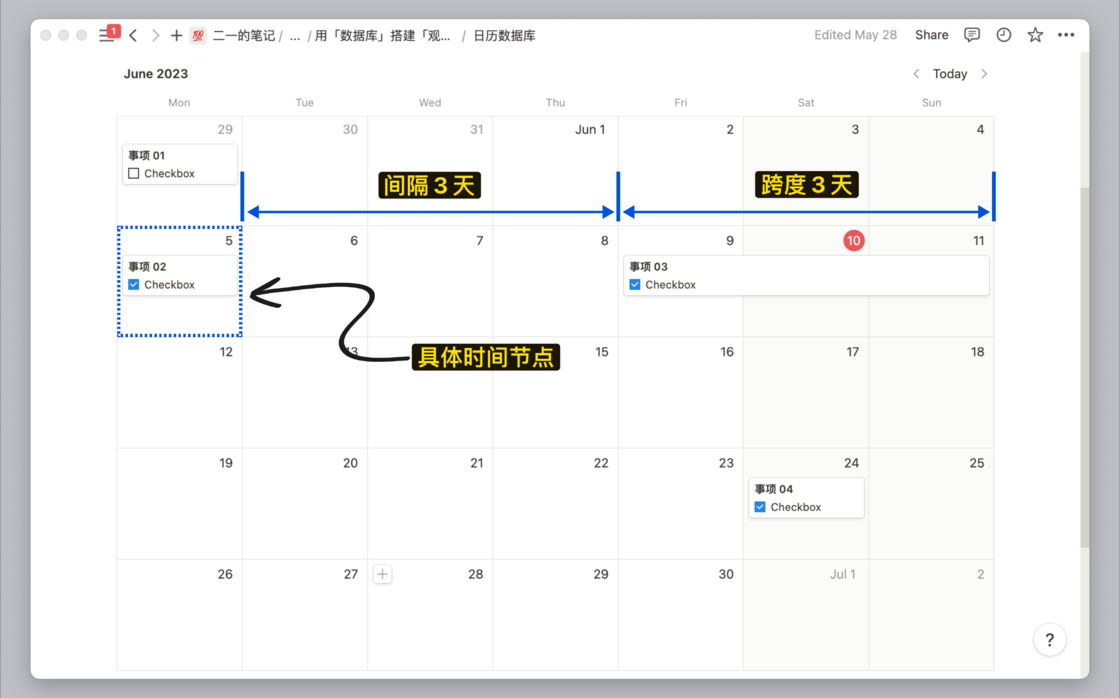 1 💯 二一的笔记 / ... / 用「数据库」搭建「观... / 日历数据库 Edited May 28 Share
June 2023 Today
Mon Tue Wed Thu Fri Sat Sun
29 30 31 Jun 1 2 3 4
事项 01
Checkbox
间隔 3 天 跨度 3 天
5 6 7 8 9 10 11
事项 02 事项 03
Checkbox Checkbox
12 13 15 16 17 18
具体时间节点
19 20 21 22 23 24 25
事项 04
Checkbox
26 27 28 29 30 Jul 1 2
?